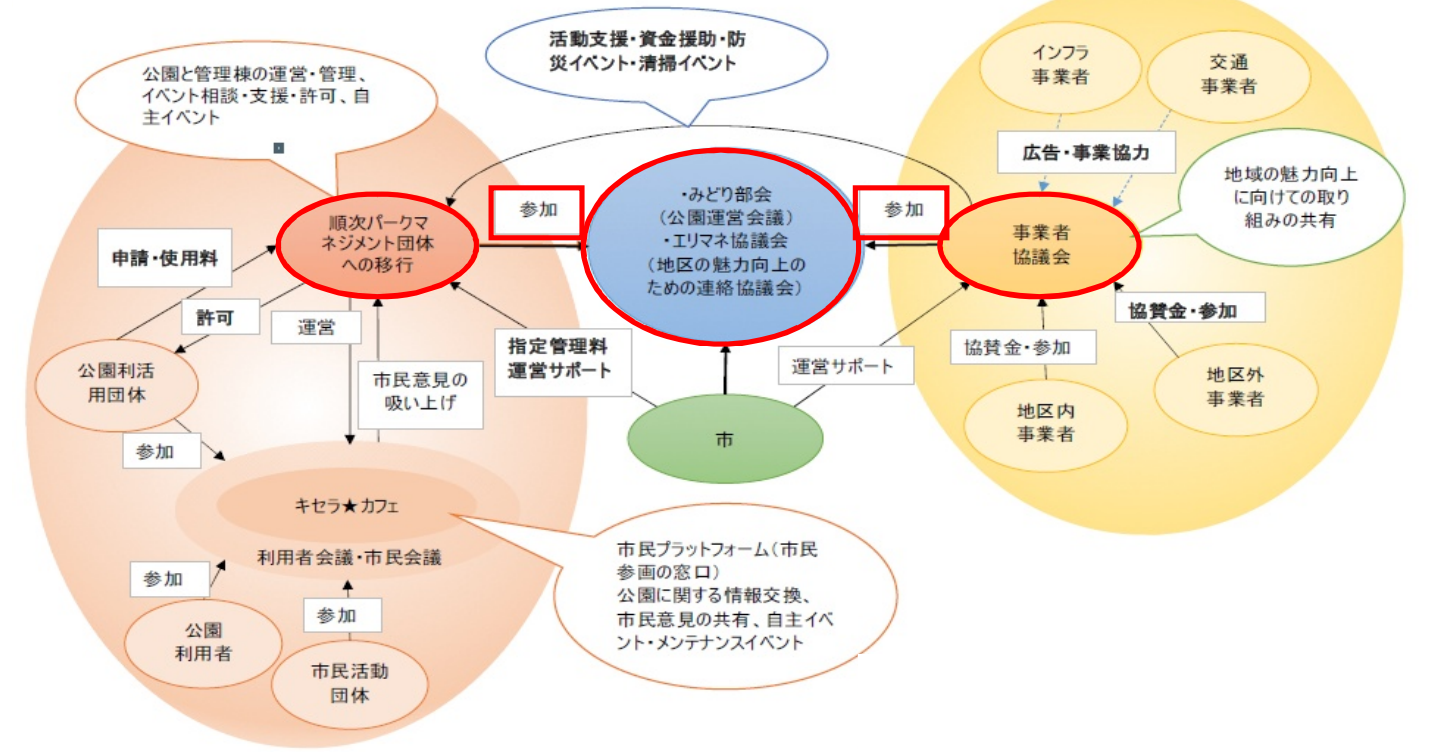 活動支援・資金援助・防
災イベント・清掃イベント
公園と管理棟の運営・管理、
イベント相談・支援・許可、自
主イベント
インフラ
事業者
交通
事業者
広告・事業協力
地域の魅力向上
に向けての取り
組みの共有
順次パークマ
ネジメント団体
への移行
参加
・みどり部会
（公園運営会議）
・エリマネ協議会
（地区の魅力向上の
ための連絡協議会）
参加
事業者
協議会
申請・使用料
許可
運営
公園利活
用団体
市民意見の
吸い上げ
参加
指定管理料
運営サポート
運営サポート
市
協賛金・参加
協賛金・参加
地区内
事業者
地区外
事業者
キセラ★カフェ
利用者会議・市民会議
参加
公園
利用者
参加
市民活動
団体
市民プラットフォーム（市民
参画の窓口）
公園に関する情報交換、
市民意見の共有、自主イベ
ント・メンテナンスイベント